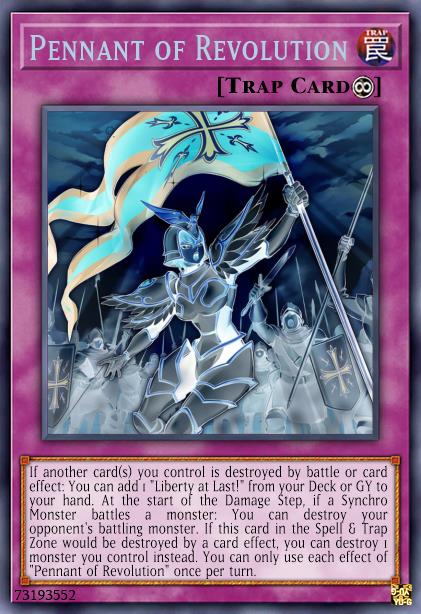 Pennant of Revolution
TRAP
罠
[Trap Card♾]
If another card(s) you control is destroyed by battle or card
effect: You can add 1 "Liberty at Last!" from your Deck or GY to
your hand. At the start of the Damage Step, if a Synchro
Monster battles a monster: You can destroy your
opponent's battling monster. If this card in the Spell & Trap
Zone would be destroyed by a card effect, you can destroy 1
monster you control instead. You can only use each effect of
"Pennant of Revolution" once per turn.
73193552